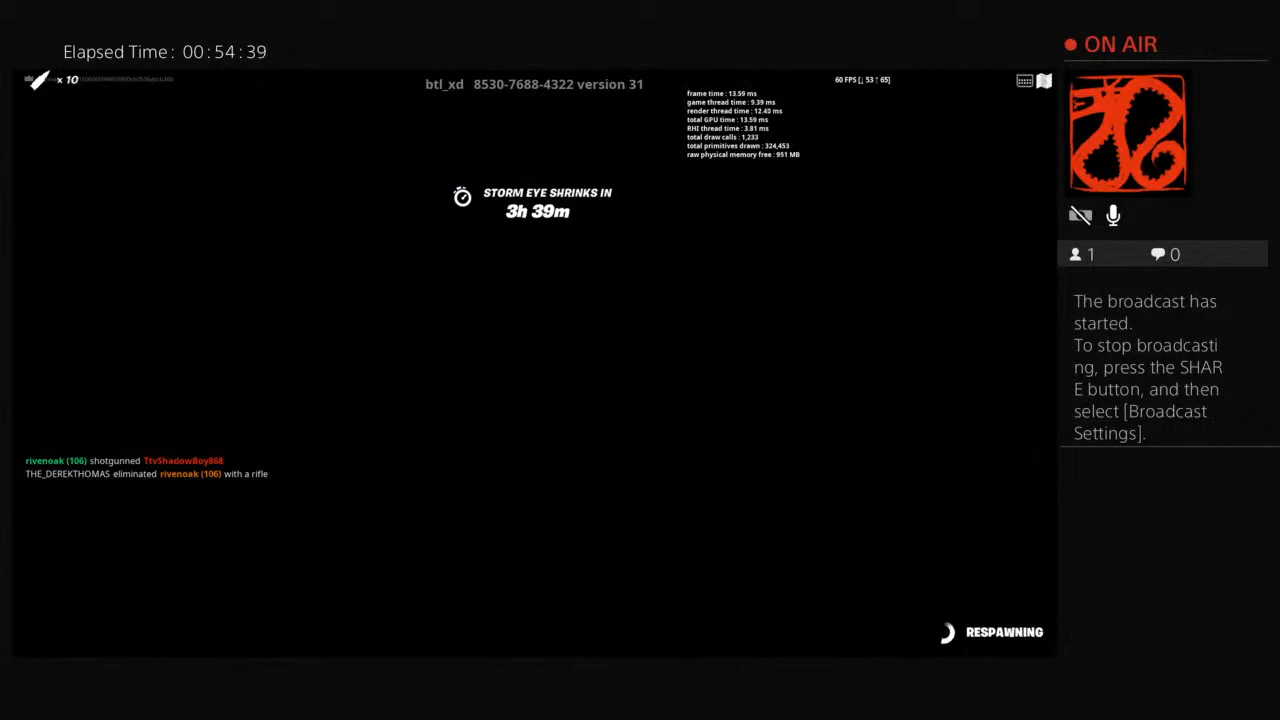 Elapsed Time: 00:54:39
ON AIR
x 10
btl_xd 8530-7688-4322 version 31
60 FPS [↓ 53 ↑ 65]
frame time : 13.59 ms
game thread time : 9.39 ms
render thread time : 12.40 ms
total GPU time : 13.59 ms
RHI thread time : 3.81 ms
total draw calls : 1,233
total primitives drawn : 324,453
raw physical memory free : 951 MB
STORM EYE SHRINKS IN
3h 39m
1
0
The broadcast has
started.
To stop broadcasti
ng, press the SHAR
E button, and then
select [Broadcast
Settings].
rivenoak (106) shotgunned TtvShadowBoy868
THE_DEREKTHOMAS eliminated rivenoak (106) with a rifle
RESPAWNING